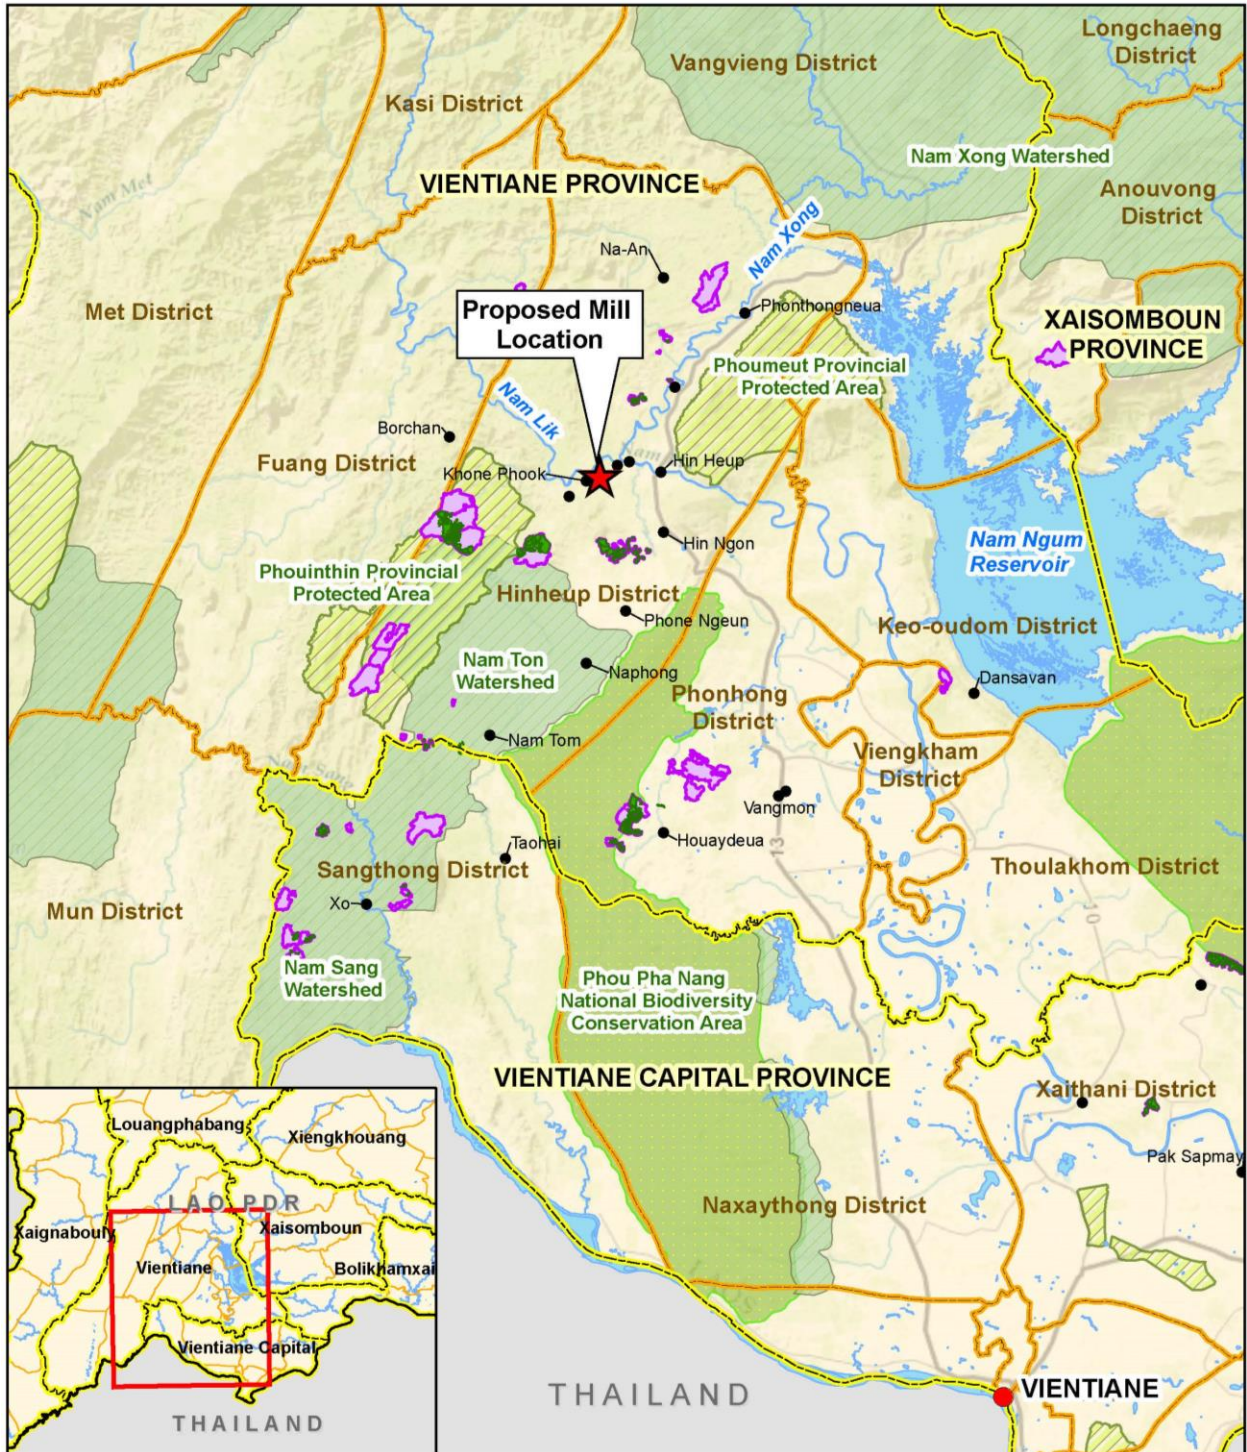 Longchaeng
District
Vangvieng District
Kasi District
Nam Xong Watershed
VIENTIANE PROVINCE
Nam Met
Anouvong
District
Nam Xong
Na-An
Met District
Proposed Mill
Location
Phonthongneua
XAISOMBOUN
PROVINCE
Phoumeut Provincial
Protected Area
Nam Lik
Borchan
Fuang District
Khone Phook
Hin Heup
Nam Ngum
Reservoir
Hin Ngon
Phouinthin Provincial
Protected Area
Hinheup District
Phone Ngeun
Keo-oudom District
Nam Ton
Watershed
Naphong
Phonhong
District
Dansavan
Nam Tom
Viengkham
District
Vangmon
Houaydeua
13
Taohai
Sangthong District
Thoulakhom District
Xo
Mun District
10
Nam Sang
Watershed
Phou Pha Nang
National Biodiversity
Conservation Area
VIENTIANE CAPITAL PROVINCE
Xaithani District
Pak Sapmay
Naxaythong District
Louangphabang
Xiengkhouang
LAO PDR
Xaignabouly
Xaisomboun
Vientiane
Bolikhamxai
Vientiane Capital
THAILAND
THAILAND
VIENTIANE